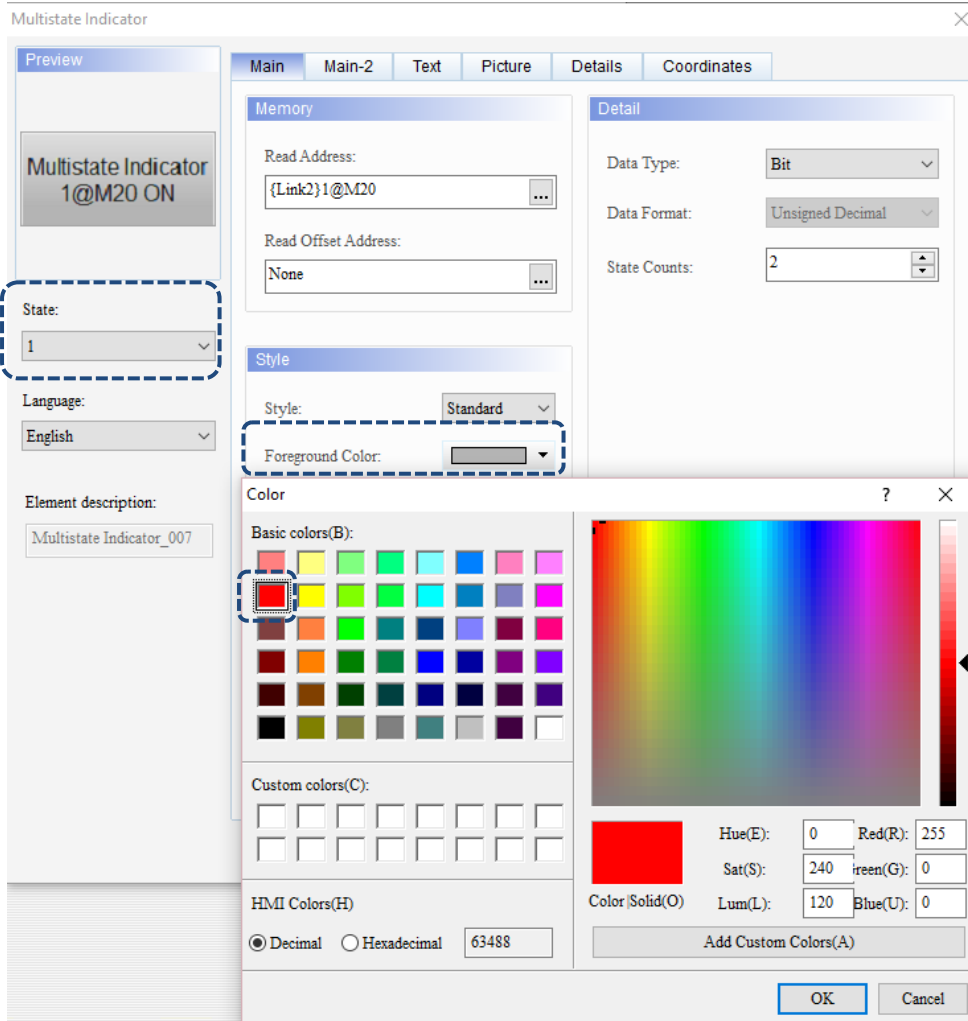 Multistate Indicator
Preview
Multistate Indicator
1@M20 ON
State:
1
Language:
English
Element description:
Multistate Indicator_007
Main Main-2 Text Picture Details Coordinates
Memory
Read Address:
{Link2}1@M20
...
Read Offset Address:
None
...
Detail
Data Type: Bit
Data Format: Unsigned Decimal
State Counts: 2
Style
Style: Standard
Foreground Color:
Color ?
Basic colors(B):
Custom colors(C):
HMI Colors(H)
Decimal Hexadecimal 63488
Color|Solid(O)
Hue(E): 0 Red(R): 255
Sat(S): 240 reen(G): 0
Lum(L): 120 Blue(U): 0
Add Custom Colors(A)
OK Cancel